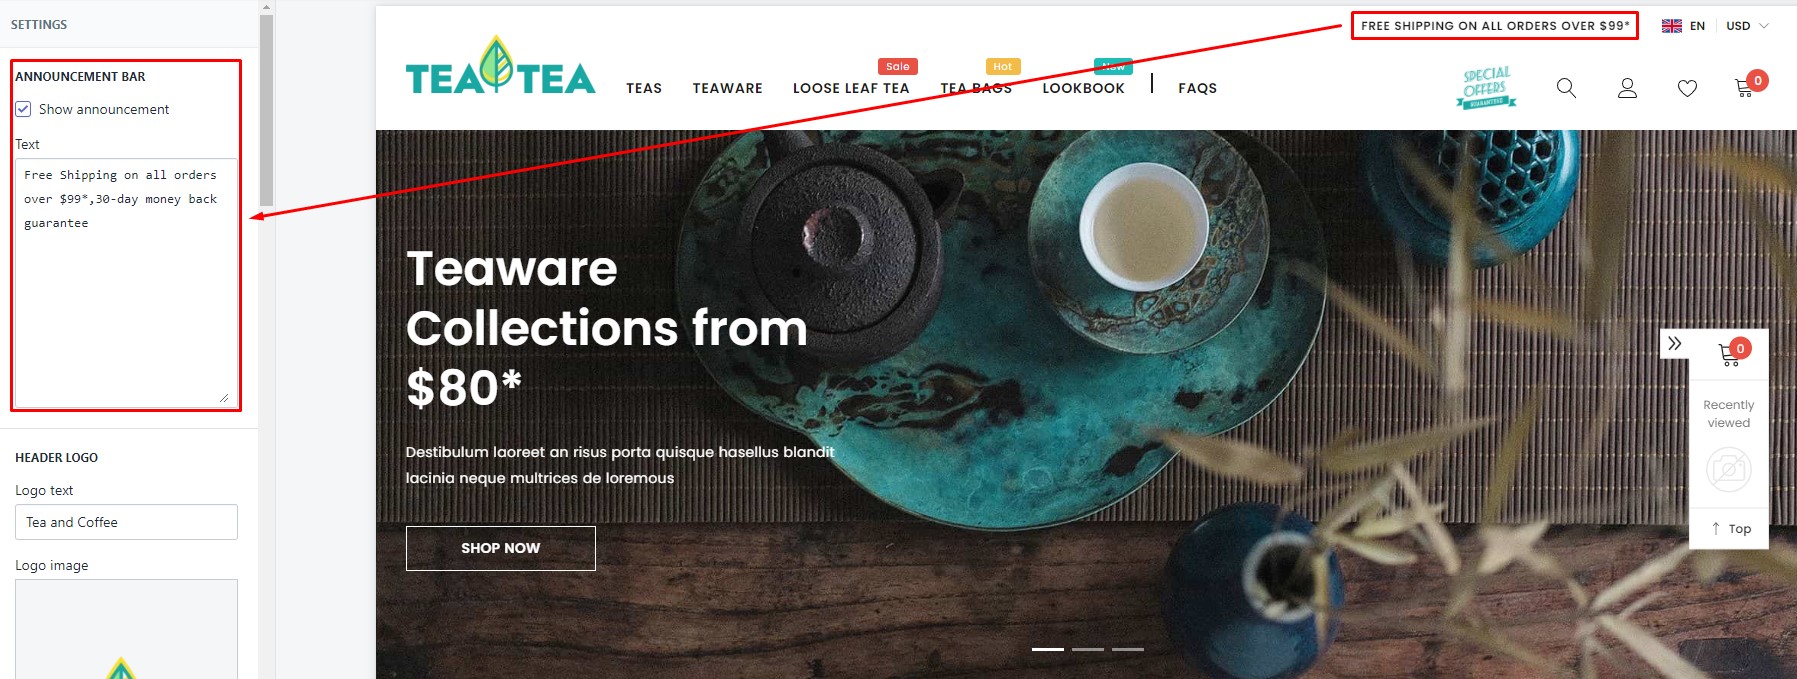 SETTINGS
ANNOUNCEMENT BAR
Show announcement
Text
Free Shipping on all orders
over $99*,30-day money back
guarantee
HEADER LOGO
Logo text
Tea and Coffee
Logo image
FREE SHIPPING ON ALL ORDERS OVER $99*
EN
USD
TEA TEA
Sale
Hot
New
TEAS
TEAWARE
LOOSE LEAF TEA
TEA BAGS
LOOKBOOK
FAQS
SPECIAL
OFFERS
GUARANTEE
0
Teaware
Collections from
$80*
Destibulum laoreet an risus porta quisque hasellus blandit
lacinia neque multrices de loremous
SHOP NOW
0
Recently
viewed
Top